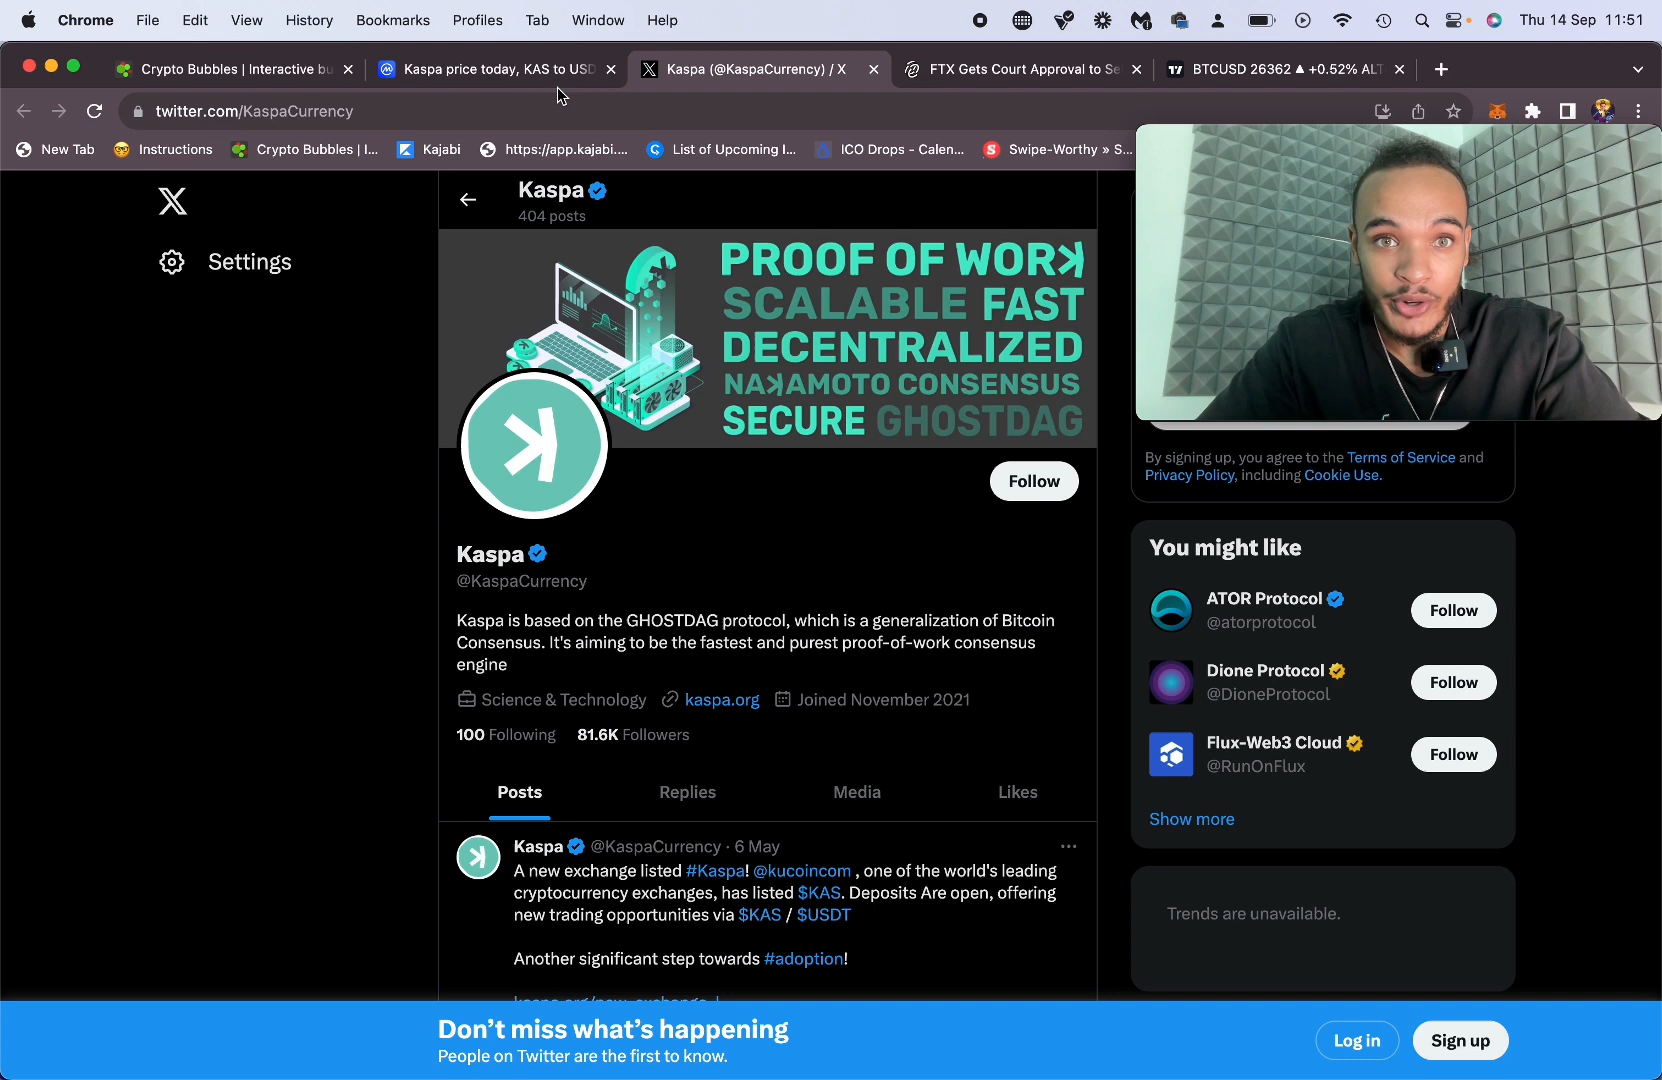 Chrome File Edit View History Bookmarks Profiles Tab Window Help Thu 14 Sep 11:51
Crypto Bubbles | Interactive bu Kaspa price today, KAS to USD Kaspa (@KaspaCurrency) / X FTX Gets Court Approval to Se BTCUSD 26362 ▲ +0.52% ALT
twitter.com/KaspaCurrency
New Tab Instructions Crypto Bubbles | I... Kajabi https://app.kajabi.... List of Upcoming I... ICO Drops - Calen... Swipe-Worthy » S...
X
Settings
Kaspa
404 posts
PROOF OF WORK
SCALABLE FAST
DECENTRALIZED
NAKAMOTO CONSENSUS
SECURE GHOSTDAG
Follow
Kaspa
@KaspaCurrency
Kaspa is based on the GHOSTDAG protocol, which is a generalization of Bitcoin
Consensus. It's aiming to be the fastest and purest proof-of-work consensus
engine
Science & Technology kaspa.org Joined November 2021
100 Following 81.6K Followers
Posts Replies Media Likes
Kaspa @KaspaCurrency · 6 May
A new exchange listed #Kaspa! @kucoincom , one of the world's leading
cryptocurrency exchanges, has listed $KAS. Deposits Are open, offering
new trading opportunities via $KAS / $USDT
Another significant step towards #adoption!
By signing up, you agree to the Terms of Service and
Privacy Policy, including Cookie Use.
You might like
ATOR Protocol
@atorprotocol
Follow
Dione Protocol
@DioneProtocol
Follow
Flux-Web3 Cloud
@RunOnFlux
Follow
Show more
Trends are unavailable.
Don't miss what's happening
People on Twitter are the first to know.
Log in
Sign up